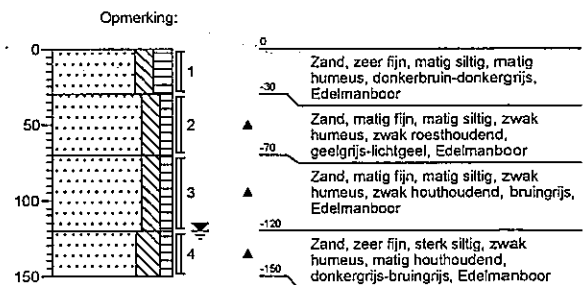 Opmerking:
0
1
2
50
3
100
4
150
0
Zand, zeer fijn, matig siltig, matig
humeus, donkerbruin-donkergrijs,
Edelmanboor
-30
Zand, matig fijn, matig siltig, zwak
humeus, zwak roesthoudend,
geelgrijs-lichtgeel, Edelmanboor
-70
Zand, matig fijn, matig siltig, zwak
humeus, zwak houthoudend, bruingrijs,
Edelmanboor
-120
Zand, zeer fijn, sterk siltig, zwak
humeus, matig houthoudend,
donkergrijs-bruingrijs, Edelmanboor
-150